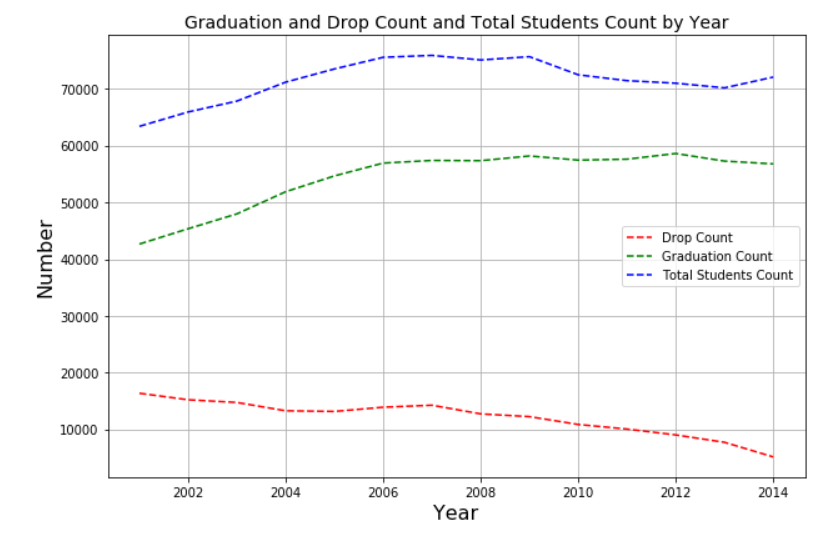 Graduation and Drop Count and Total Students Count by Year
70000
60000
50000
40000
30000
20000
10000
Number
Drop Count
Graduation Count
Total Students Count
2002 2004 2006 2008 2010 2012 2014
Year